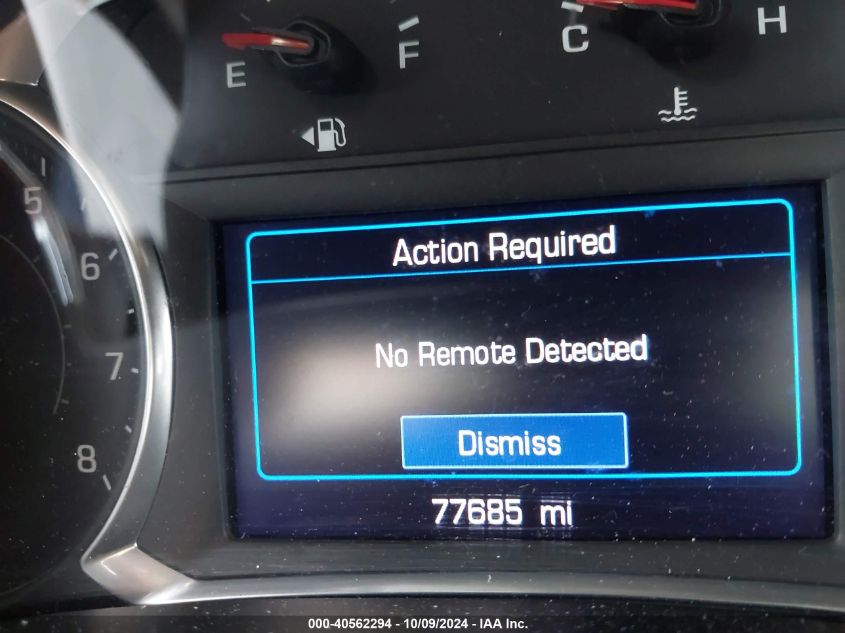 E
F
C
H
5
6
7
8
Action Required
No Remote Detected
Dismiss
77685 mi
000-40562294 - 10/09/2024 - IAA Inc.